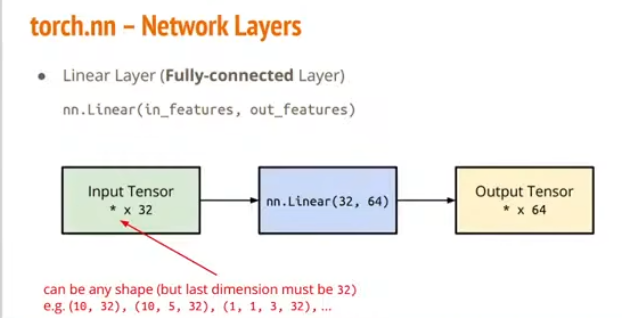 torch.nn – Network Layers
● Linear Layer (Fully-connected Layer)
nn.Linear(in_features, out_features)
Input Tensor
* x 32
nn.Linear(32, 64)
Output Tensor
* x 64
can be any shape (but last dimension must be 32)
e.g. (10, 32), (10, 5, 32), (1, 1, 3, 32), ...